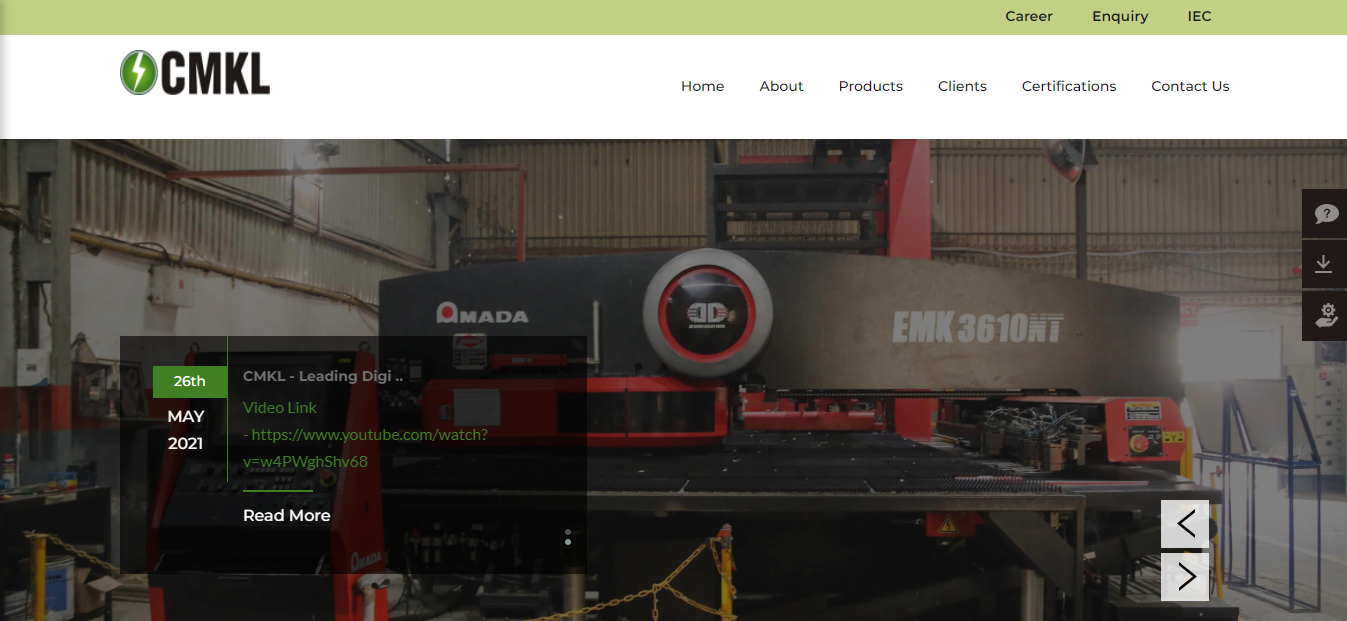 Career Enquiry IEC
CMKL
Home About Products Clients Certifications Contact Us
AMADA
EMK 3610NT
26th
MAY
2021
CMKL - Leading Digi ..
Video Link
- https://www.youtube.com/watch?
v=w4PWghShv68
Read More
AMADA